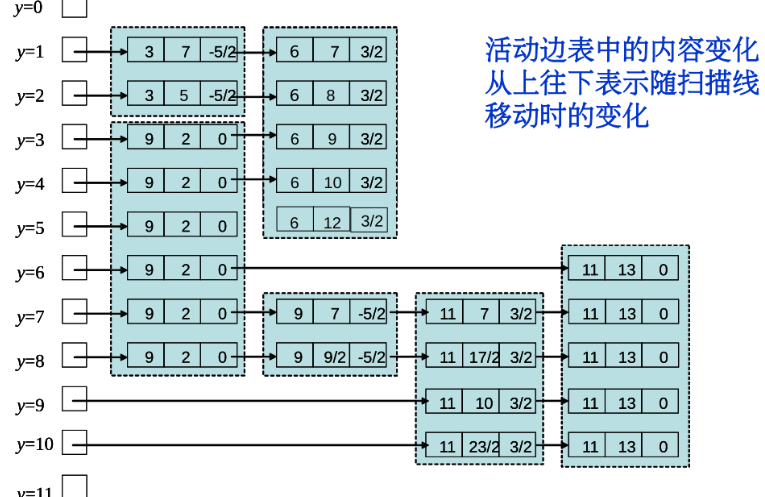 y=0
y=1 3 7 -5/2 6 7 3/2
活动边表中的内容变化
从上往下表示随扫描线
移动时的变化
y=2 3 5 -5/2 6 8 3/2
y=3 9 2 0 6 9 3/2
y=4 9 2 0 6 10 3/2
y=5 9 2 0 6 12 3/2
y=6 9 2 0 11 13 0
y=7 9 2 0 9 7 -5/2 11 7 3/2 11 13 0
y=8 9 2 0 9 9/2 -5/2 11 17/2 3/2 11 13 0
y=9 11 10 3/2 11 13 0
y=10 11 23/2 3/2 11 13 0
y=11